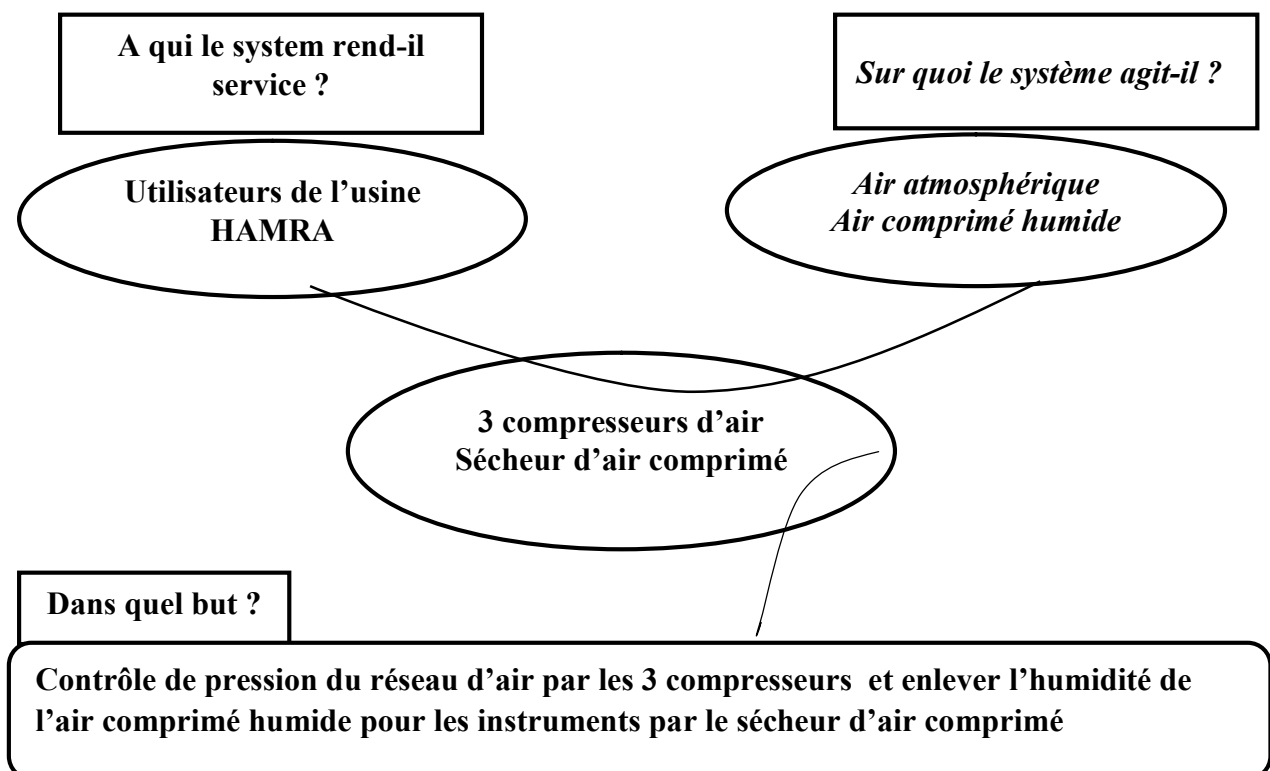 A qui le system rend-il
service ?
Sur quoi le système agit-il ?
Utilisateurs de l’usine
HAMRA
Air atmosphérique
Air comprimé humide
3 compresseurs d’air
Sécheur d’air comprimé
Dans quel but ?
Contrôle de pression du réseau d’air par les 3 compresseurs et enlever l’humidité de
l’air comprimé humide pour les instruments par le sécheur d’air comprimé